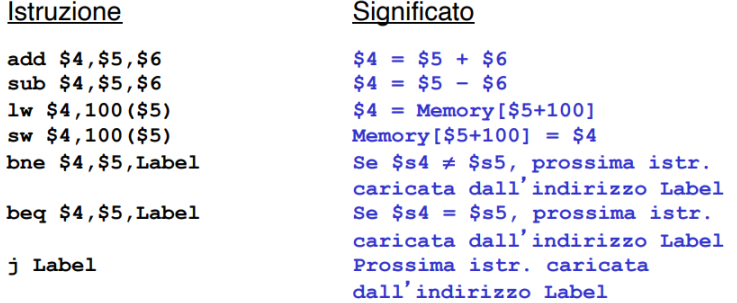 Istruzione Significato
add $4,$5,$6 $4 = $5 + $6
sub $4,$5,$6 $4 = $5 – $6
lw $4,100($5) $4 = Memory[$5+100]
sw $4,100($5) Memory[$5+100] = $4
bne $4,$5,Label Se $s4 ≠ $s5, prossima istr.
caricata dall’indirizzo Label
beq $4,$5,Label Se $s4 = $s5, prossima istr.
caricata dall’indirizzo Label
j Label Prossima istr. caricata
dall’indirizzo Label